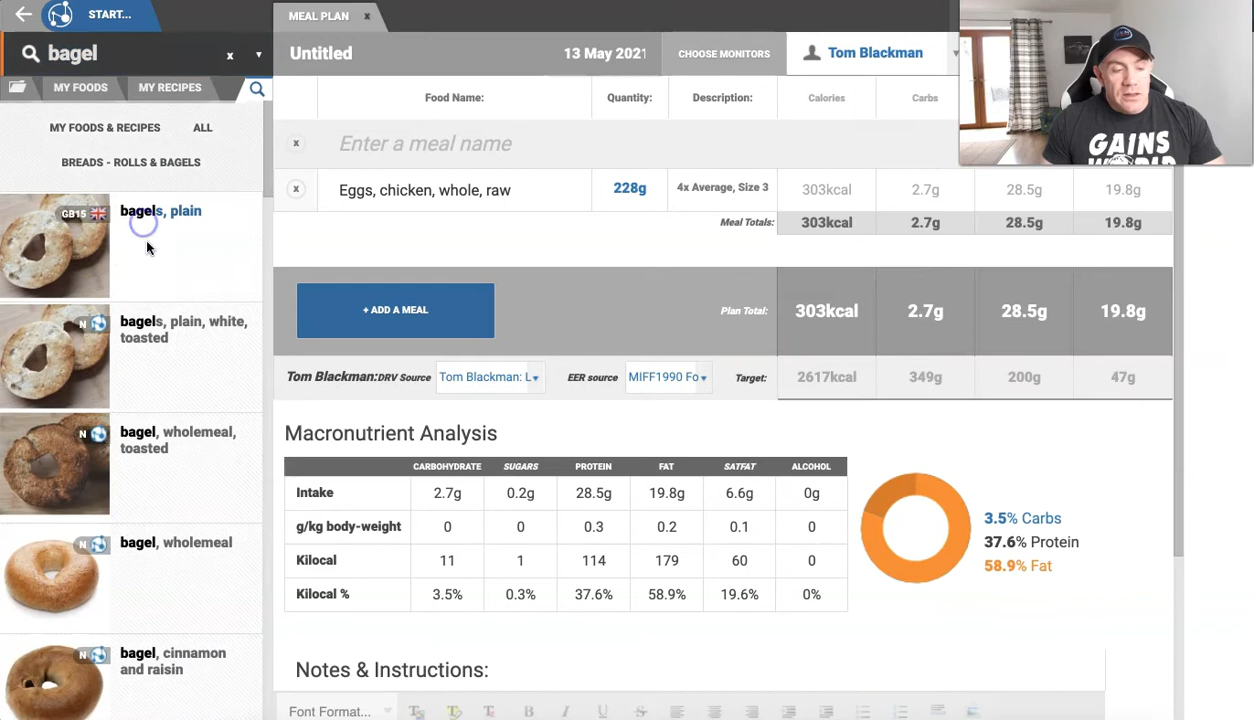 START...
MEAL PLAN x
bagel x
Untitled 13 May 2021 CHOOSE MONITORS Tom Blackman
MY FOODS MY RECIPES
MY FOODS & RECIPES ALL
BREADS - ROLLS & BAGELS
GB15 bagels, plain
N bagels, plain, white,
toasted
N bagel, wholemeal,
toasted
N bagel, wholemeal
N bagel, cinnamon
and raisin
Food Name: Quantity: Description: Calories Carbs
x Enter a meal name
x Eggs, chicken, whole, raw 228g 4x Average, Size 3 303kcal 2.7g 28.5g 19.8g
Meal Totals: 303kcal 2.7g 28.5g 19.8g
+ ADD A MEAL Plan Total: 303kcal 2.7g 28.5g 19.8g
Tom Blackman: DRV Source Tom Blackman: L EER source MIFF1990 Fo Target: 2617kcal 349g 200g 47g
Macronutrient Analysis
CARBOHYDRATE SUGARS PROTEIN FAT SATFAT ALCOHOL
Intake 2.7g 0.2g 28.5g 19.8g 6.6g 0g
g/kg body-weight 0 0 0.3 0.2 0.1 0
Kilocal 11 1 114 179 60 0
Kilocal % 3.5% 0.3% 37.6% 58.9% 19.6% 0%
3.5% Carbs
37.6% Protein
58.9% Fat
Notes & Instructions:
Font Format... B I U S
GAINS
WORLD